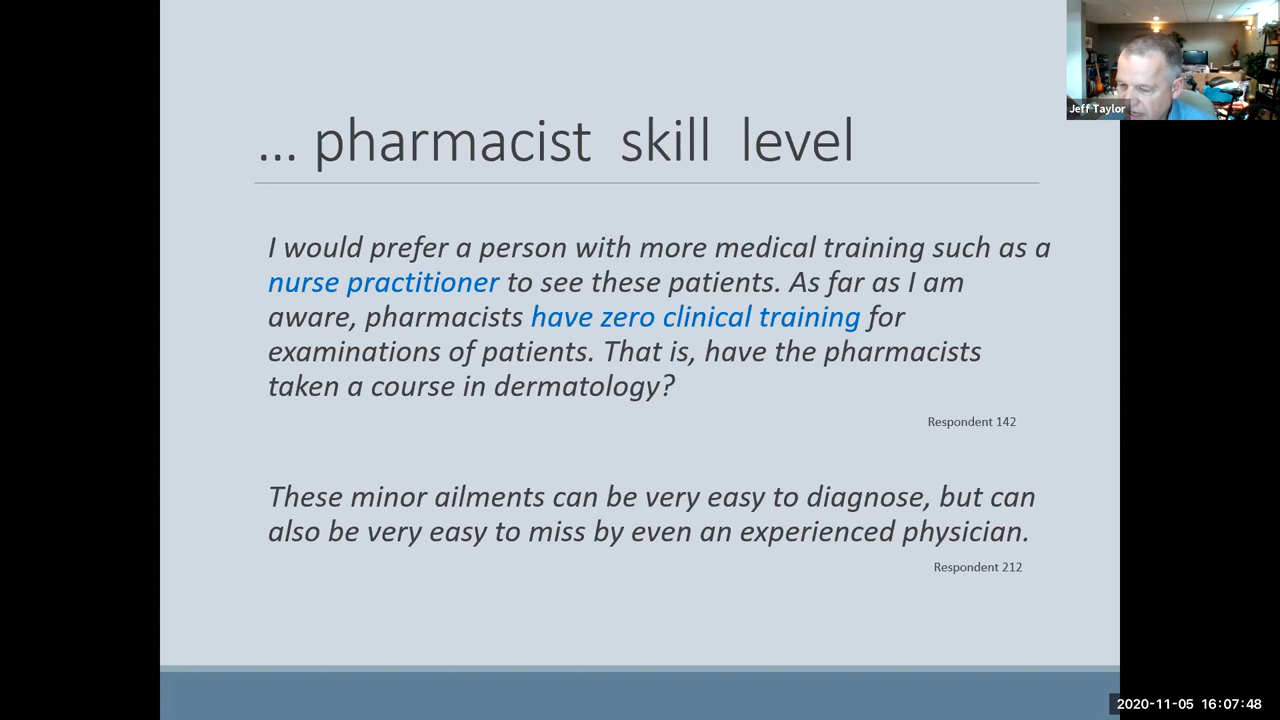 Jeff Taylor
... pharmacist skill level
I would prefer a person with more medical training such as a
nurse practitioner to see these patients. As far as I am
aware, pharmacists have zero clinical training for
examinations of patients. That is, have the pharmacists
taken a course in dermatology?
Respondent 142
These minor ailments can be very easy to diagnose, but can
also be very easy to miss by even an experienced physician.
Respondent 212
2020-11-05 16:07:48